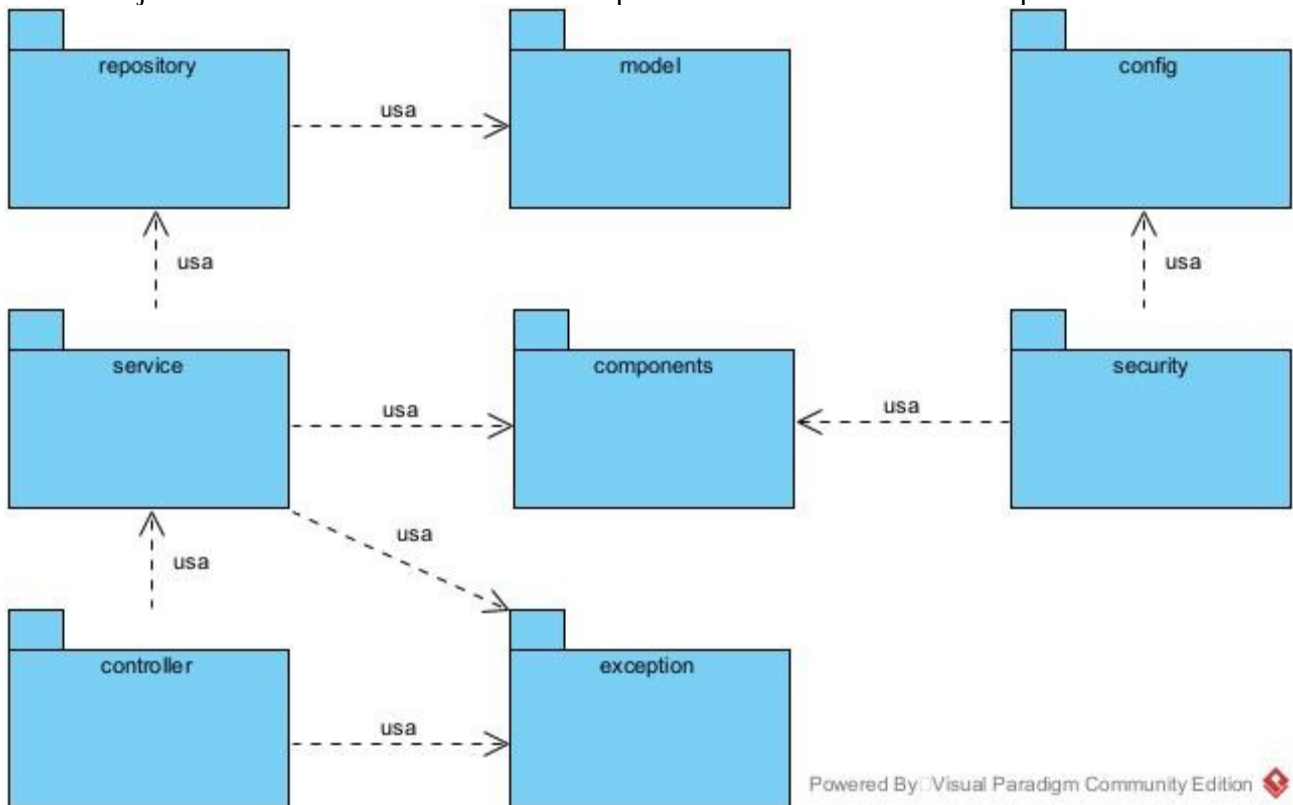 repository
model
config
usa
usa
usa
service
components
security
usa
usa
usa
usa
controller
exception
usa
Powered By Visual Paradigm Community Edition